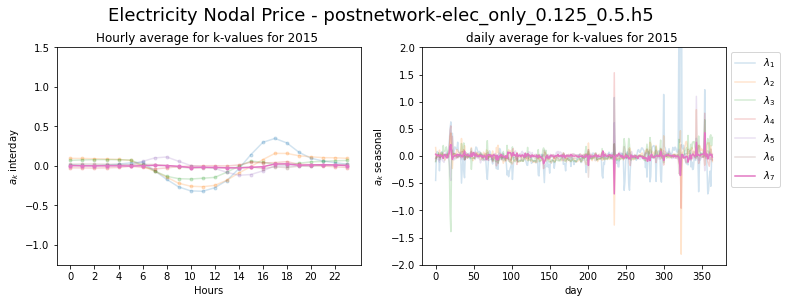 Electricity Nodal Price - postnetwork-elec_only_0.125_0.5.h5
Hourly average for k-values for 2015
1.5
1.0
0.5
0.0
−0.5
−1.0
a_k interday
0 2 4 6 8 10 12 14 16 18 20 22
Hours
daily average for k-values for 2015
2.0
1.5
1.0
0.5
0.0
−0.5
−1.0
−1.5
−2.0
a_k seasonal
0 50 100 150 200 250 300 350
day
λ₁
λ₂
λ₃
λ₄
λ₅
λ₆
λ₇